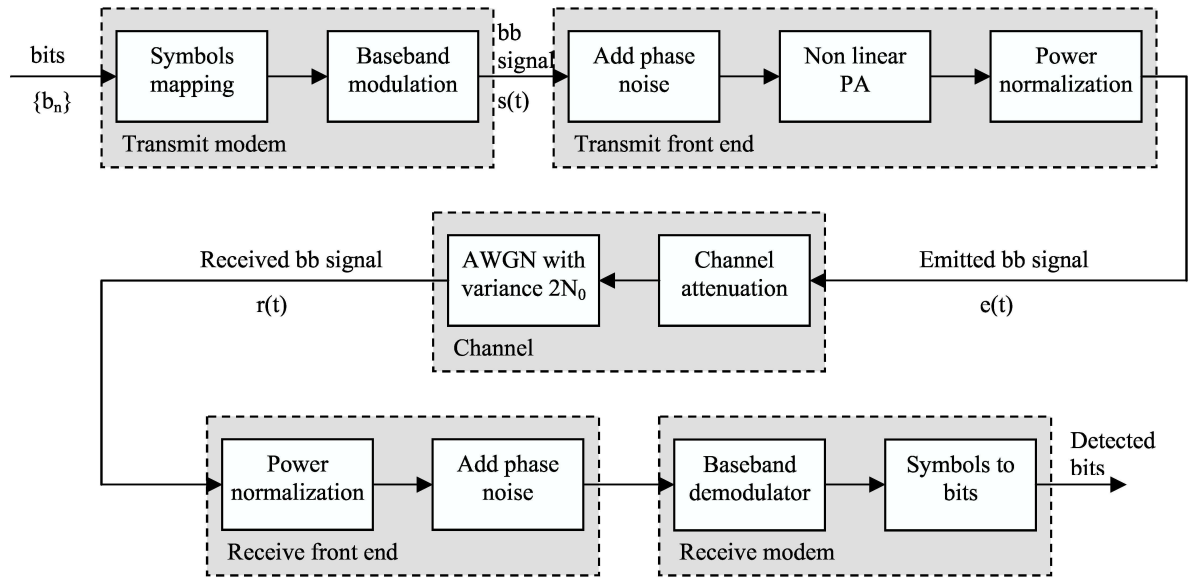 bits
{bₙ}
Symbols
mapping
Baseband
modulation
Transmit modem
bb
signal
s(t)
Add phase
noise
Non linear
PA
Power
normalization
Transmit front end
Received bb signal
r(t)
AWGN with
variance 2N₀
Channel
attenuation
Channel
Emitted bb signal
e(t)
Power
normalization
Add phase
noise
Receive front end
Baseband
demodulator
Symbols to
bits
Receive modem
Detected
bits